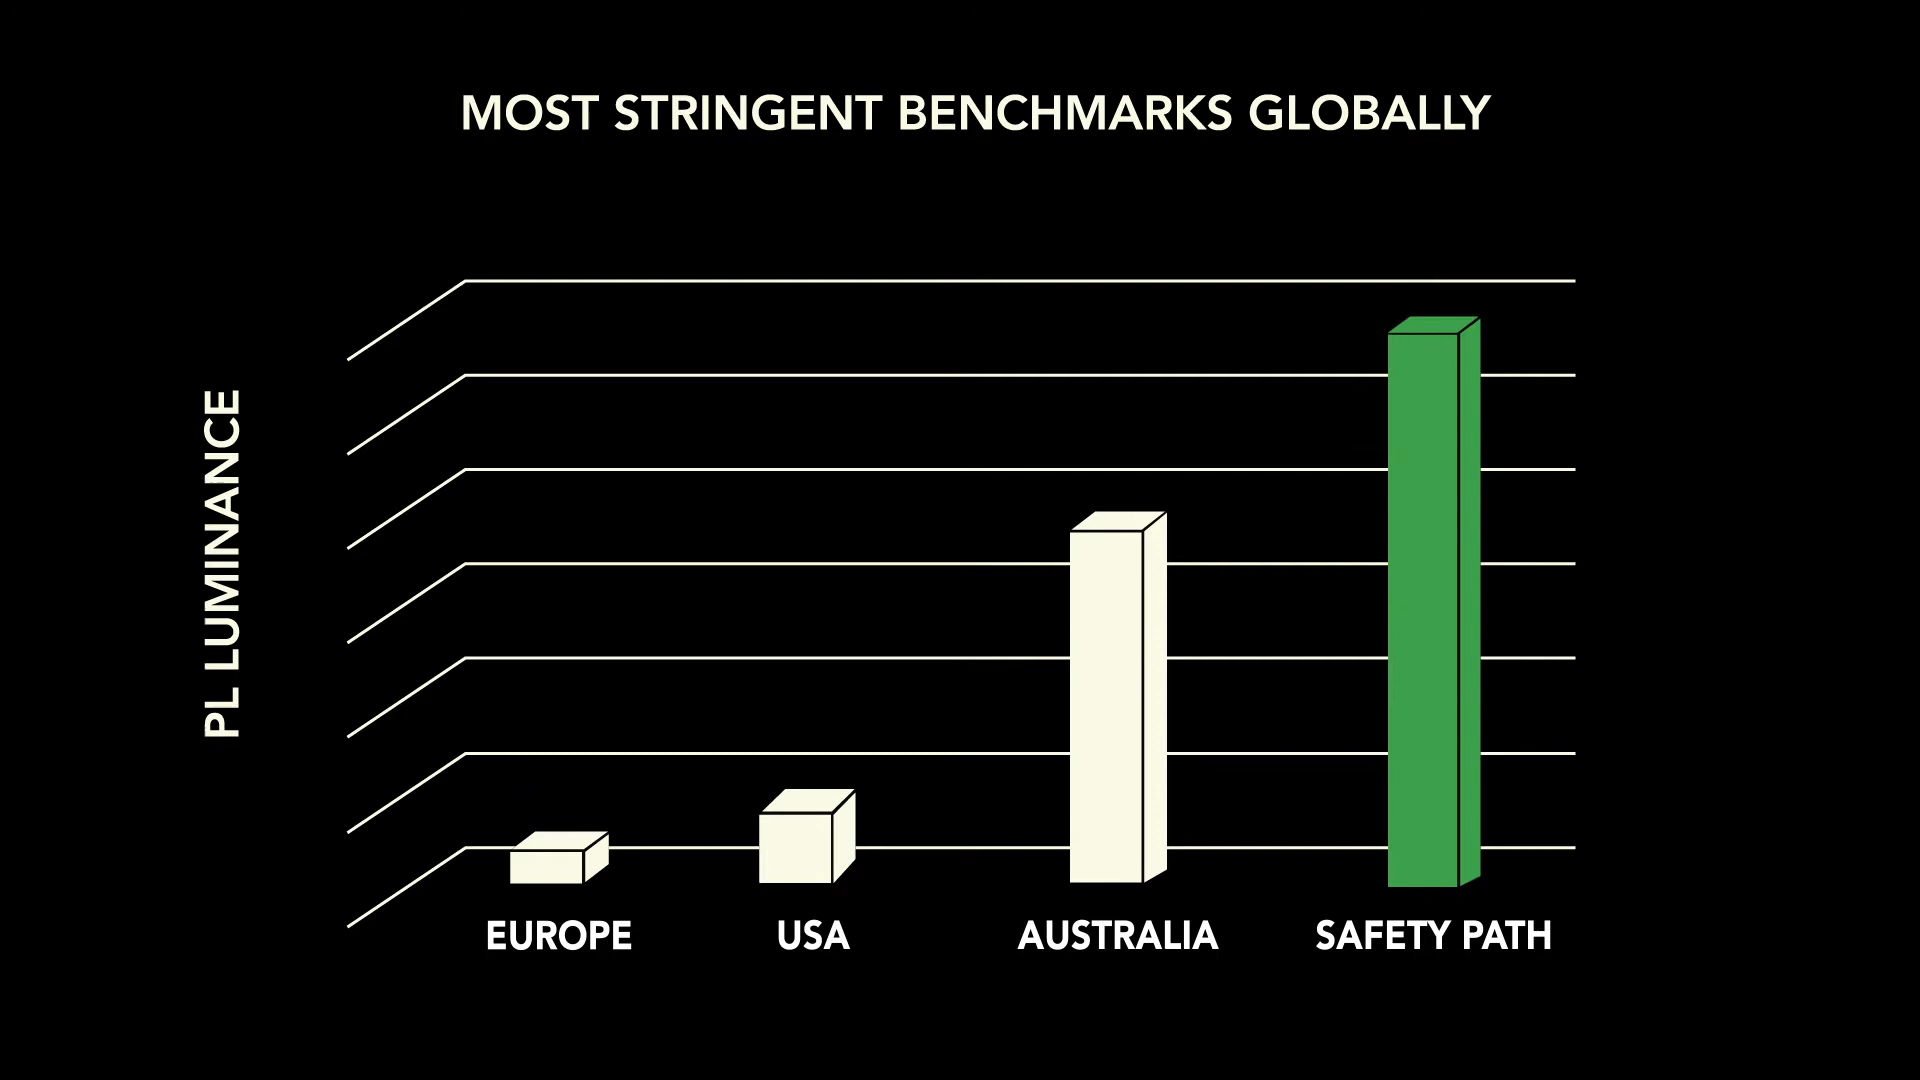 MOST STRINGENT BENCHMARKS GLOBALLY
PL LUMINANCE
EUROPE
USA
AUSTRALIA
SAFETY PATH